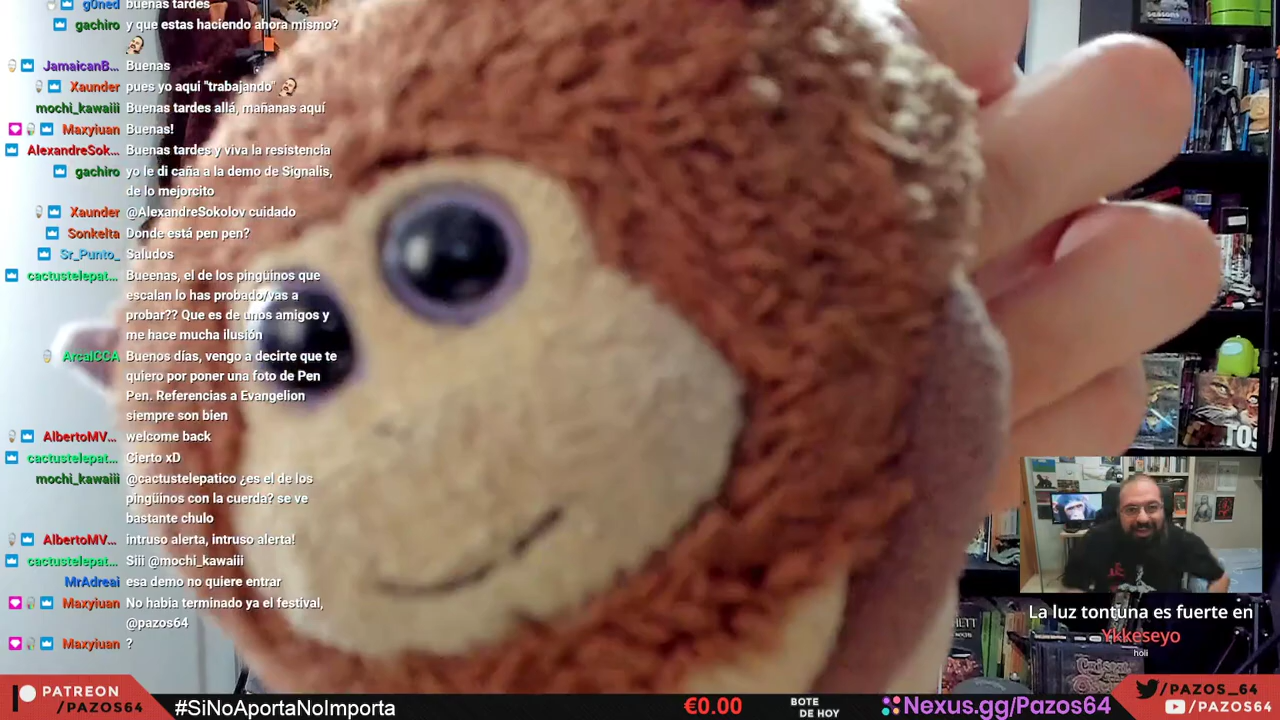 g0ned buenas tardes
gachiro y que estas haciendo ahora mismo?
JamaicanB... Buenas
Xaunder pues yo aqui "trabajando"
mochi_kawaiii Buenas tardes allá, mañanas aquí
Maxyiuan Buenas!
AlexandreSok... Buenas tardes y viva la resistencia
gachiro yo le di caña a la demo de Signalis,
de lo mejorcito
Xaunder @AlexandreSokolov cuidado
Sonkelta Donde está pen pen?
Sr_Punto_ Saludos
cactustelepat... Bueenas, el de los pingüinos que
escalan lo has probado/vas a
probar?? Que es de unos amigos y
me hace mucha ilusión
ArcaICCA Buenos días, vengo a decirte que te
quiero por poner una foto de Pen
Pen. Referencias a Evangelion
siempre son bien
AlbertoMV... welcome back
cactustelepat... Cierto xD
mochi_kawaiii @cactustelepatico ¿es el de los
pingüinos con la cuerda? se ve
bastante chulo
AlbertoMV... intruso alerta, intruso alerta!
cactustelepat... Siii @mochi_kawaiii
MrAdreai esa demo no quiere entrar
Maxyiuan No habia terminado ya el festival,
@pazos64
Maxyiuan ?
La luz tontuna es fuerte en
Ykkeseyo
holi
PATREON
/PAZOS64
#SiNoAportaNoImporta
€0.00
BOTE
DE HOY
Nexus.gg/Pazos64
/PAZOS_64
/PAZOS64